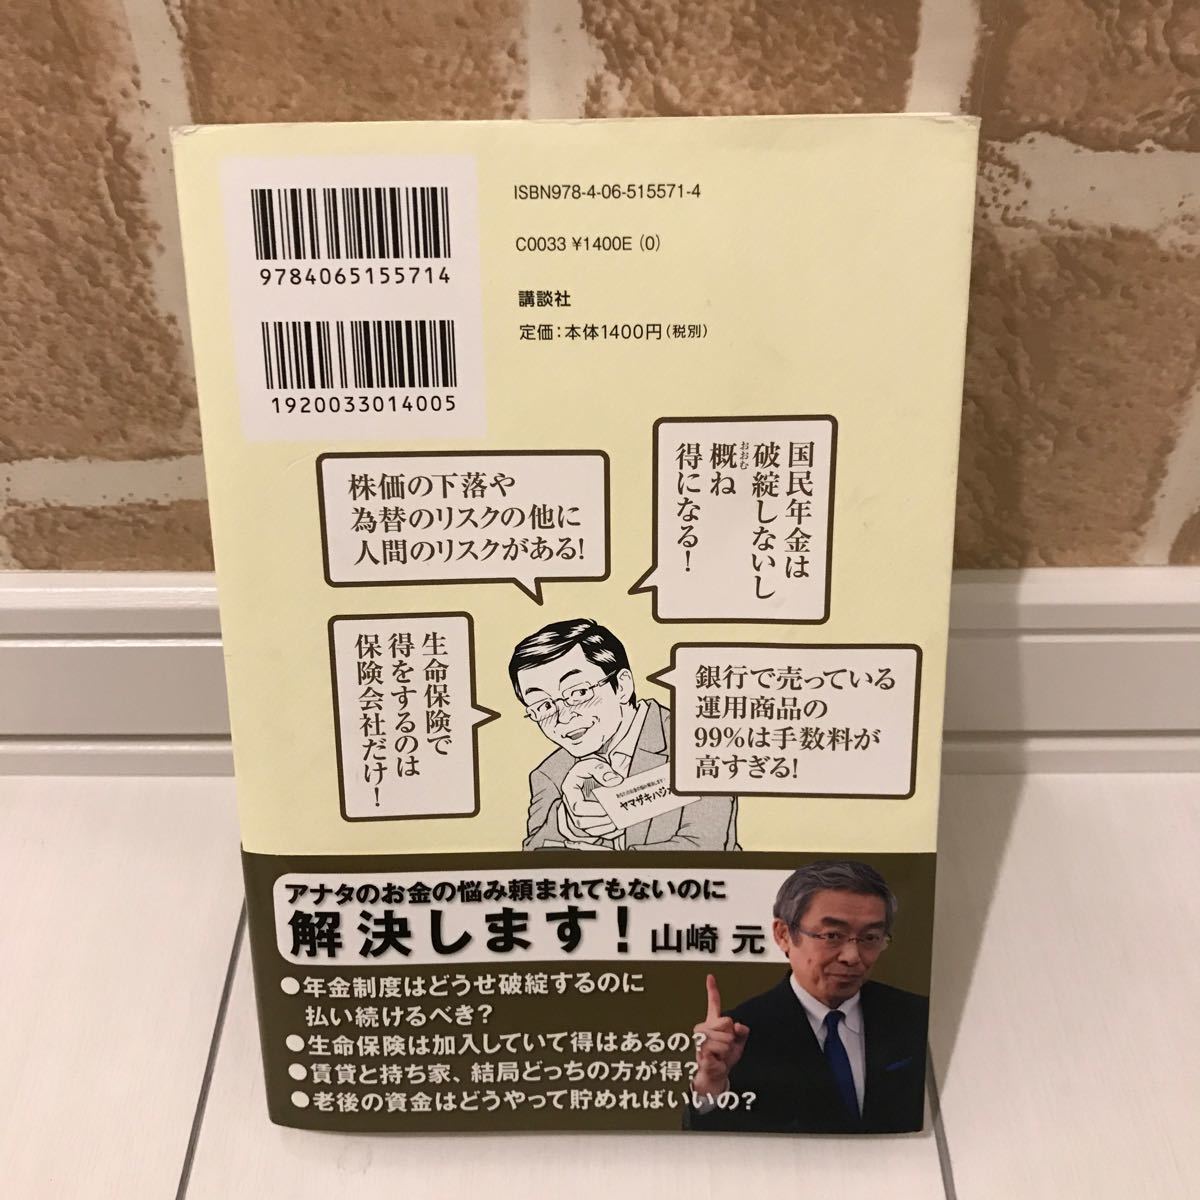 ISBN978-4-06-515571-4
9784065155714
C0033 ¥1400E (0)
講談社
定価:本体1400円(税別)
1920033014005
国民年金は
破綻しないし
概ね
おおむ
得になる!
株価の下落や
為替のリスクの他に
人間のリスクがある!
生命保険で
得をするのは
保険会社だけ!
銀行で売っている
運用商品の
99%は手数料が
高すぎる!
ヤマザキハジ
アナタのお金の悩み頼まれてもないのに
解決します! 山崎 元
●年金制度はどうせ破綻するのに
払い続けるべき?
●生命保険は加入していて得はあるの?
●賃貸と持ち家、結局どっちの方が得?
●老後の資金はどうやって貯めればいいの?